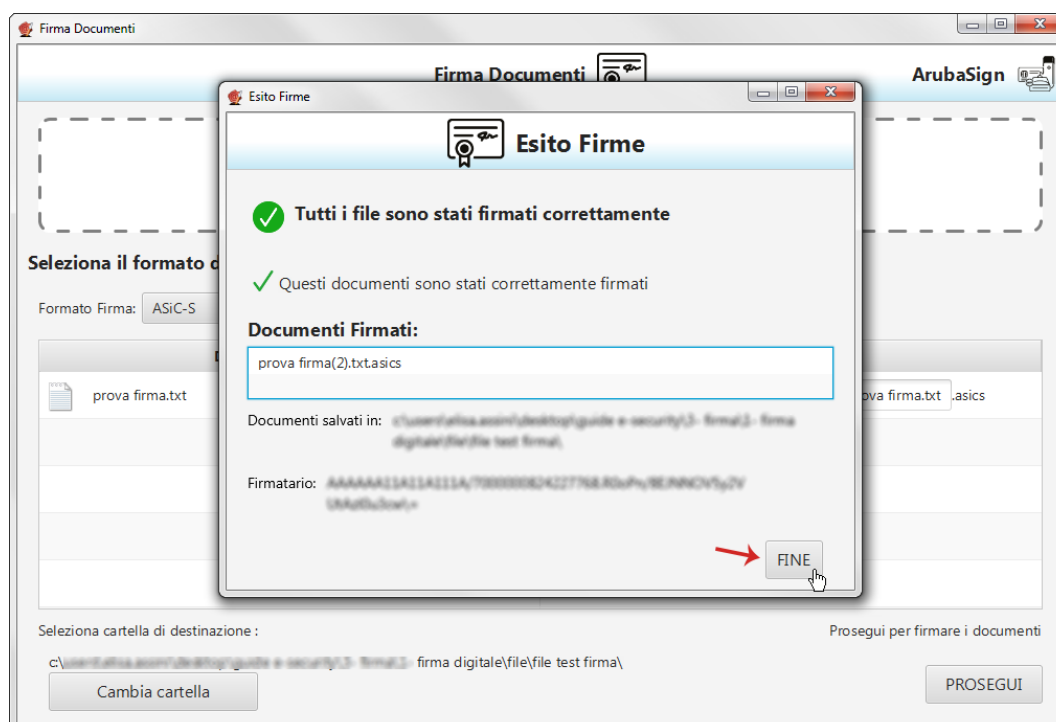 Firma Documenti
Firma Documenti
ArubaSign
Esito Firme
Esito Firme
Tutti i file sono stati firmati correttamente
Questi documenti sono stati correttamente firmati
Documenti Firmati:
prova firma(2).txt.asics
Documenti salvati in:
Firmatario:
FINE
Seleziona il formato d
Formato Firma: ASiC-S
prova firma.txt
ova firma.txt .asics
Seleziona cartella di destinazione :
Prosegui per firmare i documenti
c:\ firma digitale\file\file test firma\
Cambia cartella
PROSEGUI